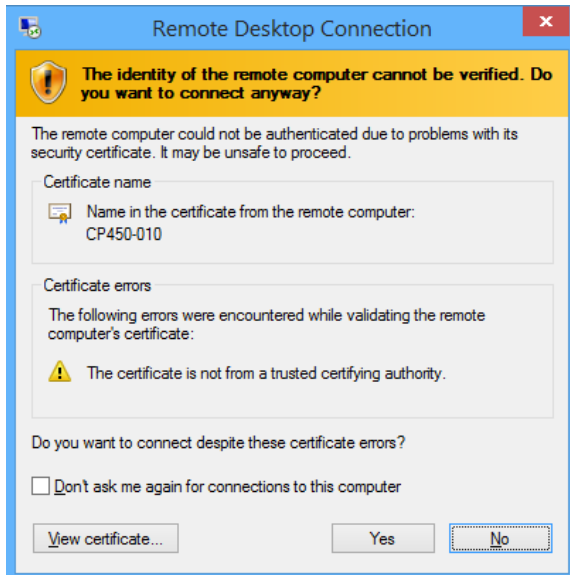 Remote Desktop Connection
The identity of the remote computer cannot be verified. Do
you want to connect anyway?
The remote computer could not be authenticated due to problems with its
security certificate. It may be unsafe to proceed.
Certificate name
Name in the certificate from the remote computer:
CP450-010
Certificate errors
The following errors were encountered while validating the remote
computer's certificate:
The certificate is not from a trusted certifying authority.
Do you want to connect despite these certificate errors?
Don't ask me again for connections to this computer
View certificate...
Yes
No